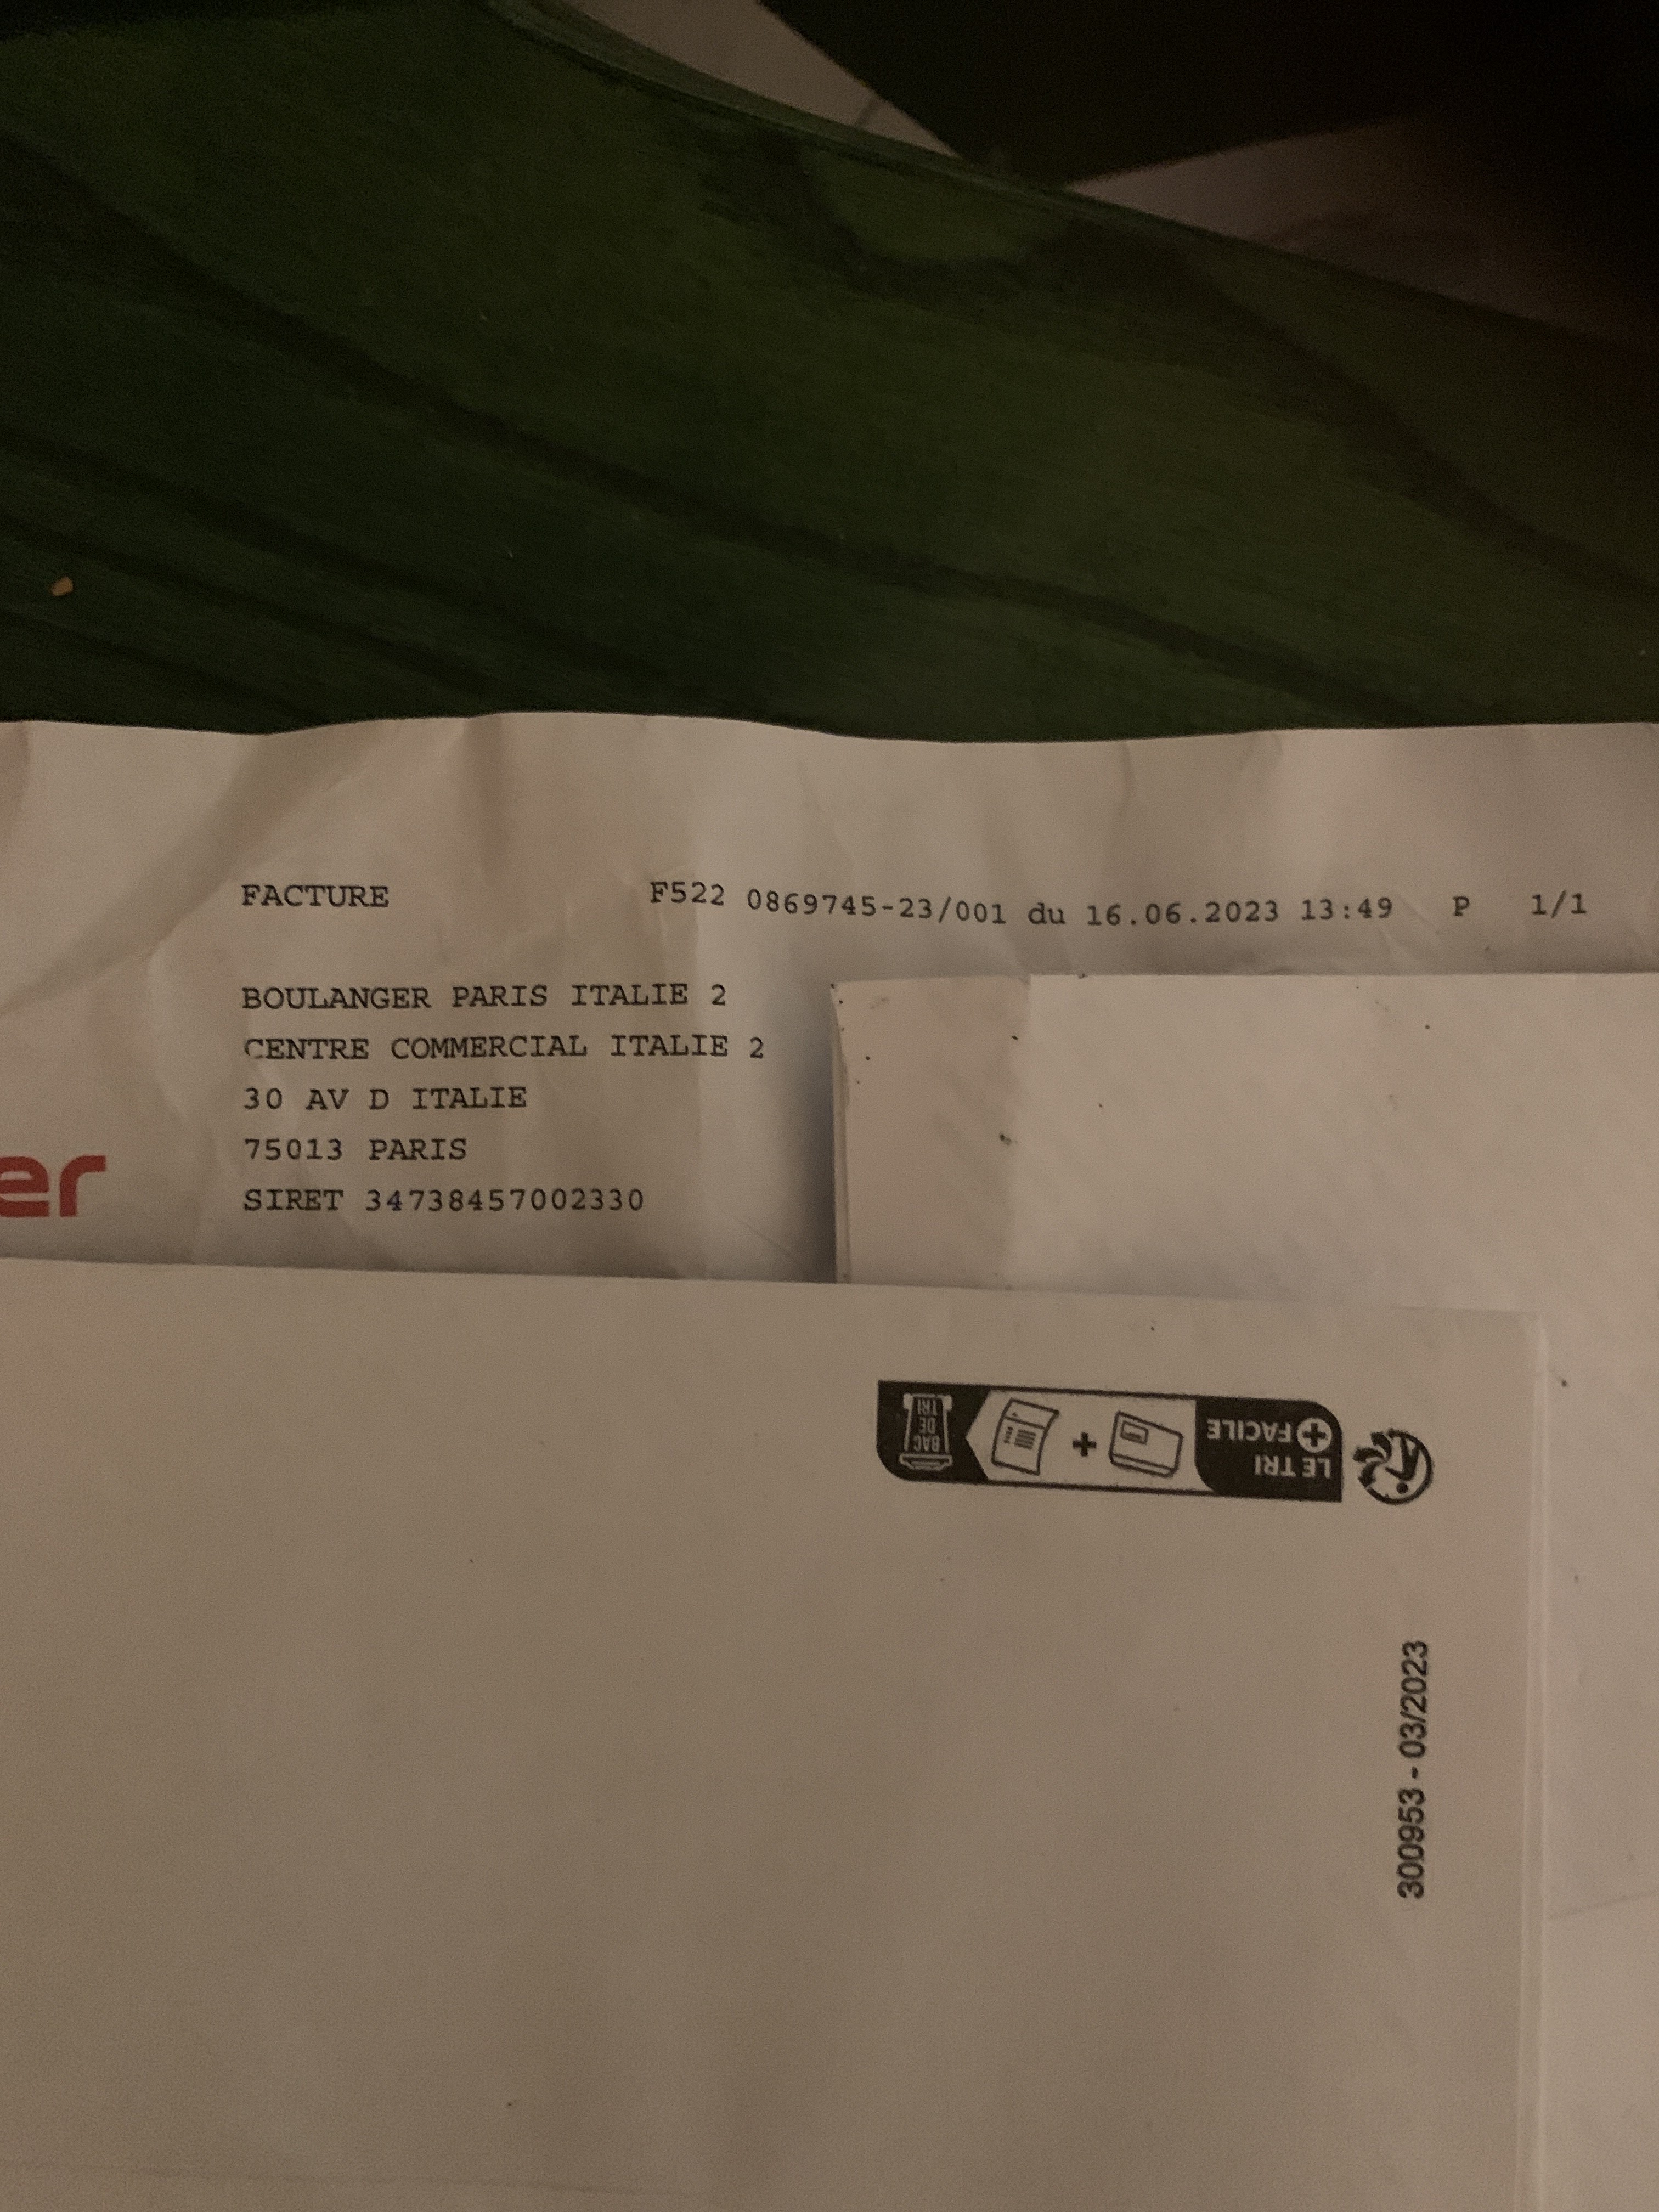 FACTURE F522 0869745-23/001 du 16.06.2023 13:49 P 1/1
BOULANGER PARIS ITALIE 2
CENTRE COMMERCIAL ITALIE 2
30 AV D ITALIE
75013 PARIS
SIRET 34738457002330
er
LE TRI
+ FACILE
+
BAC
DE
TRI
300953 - 03/2023